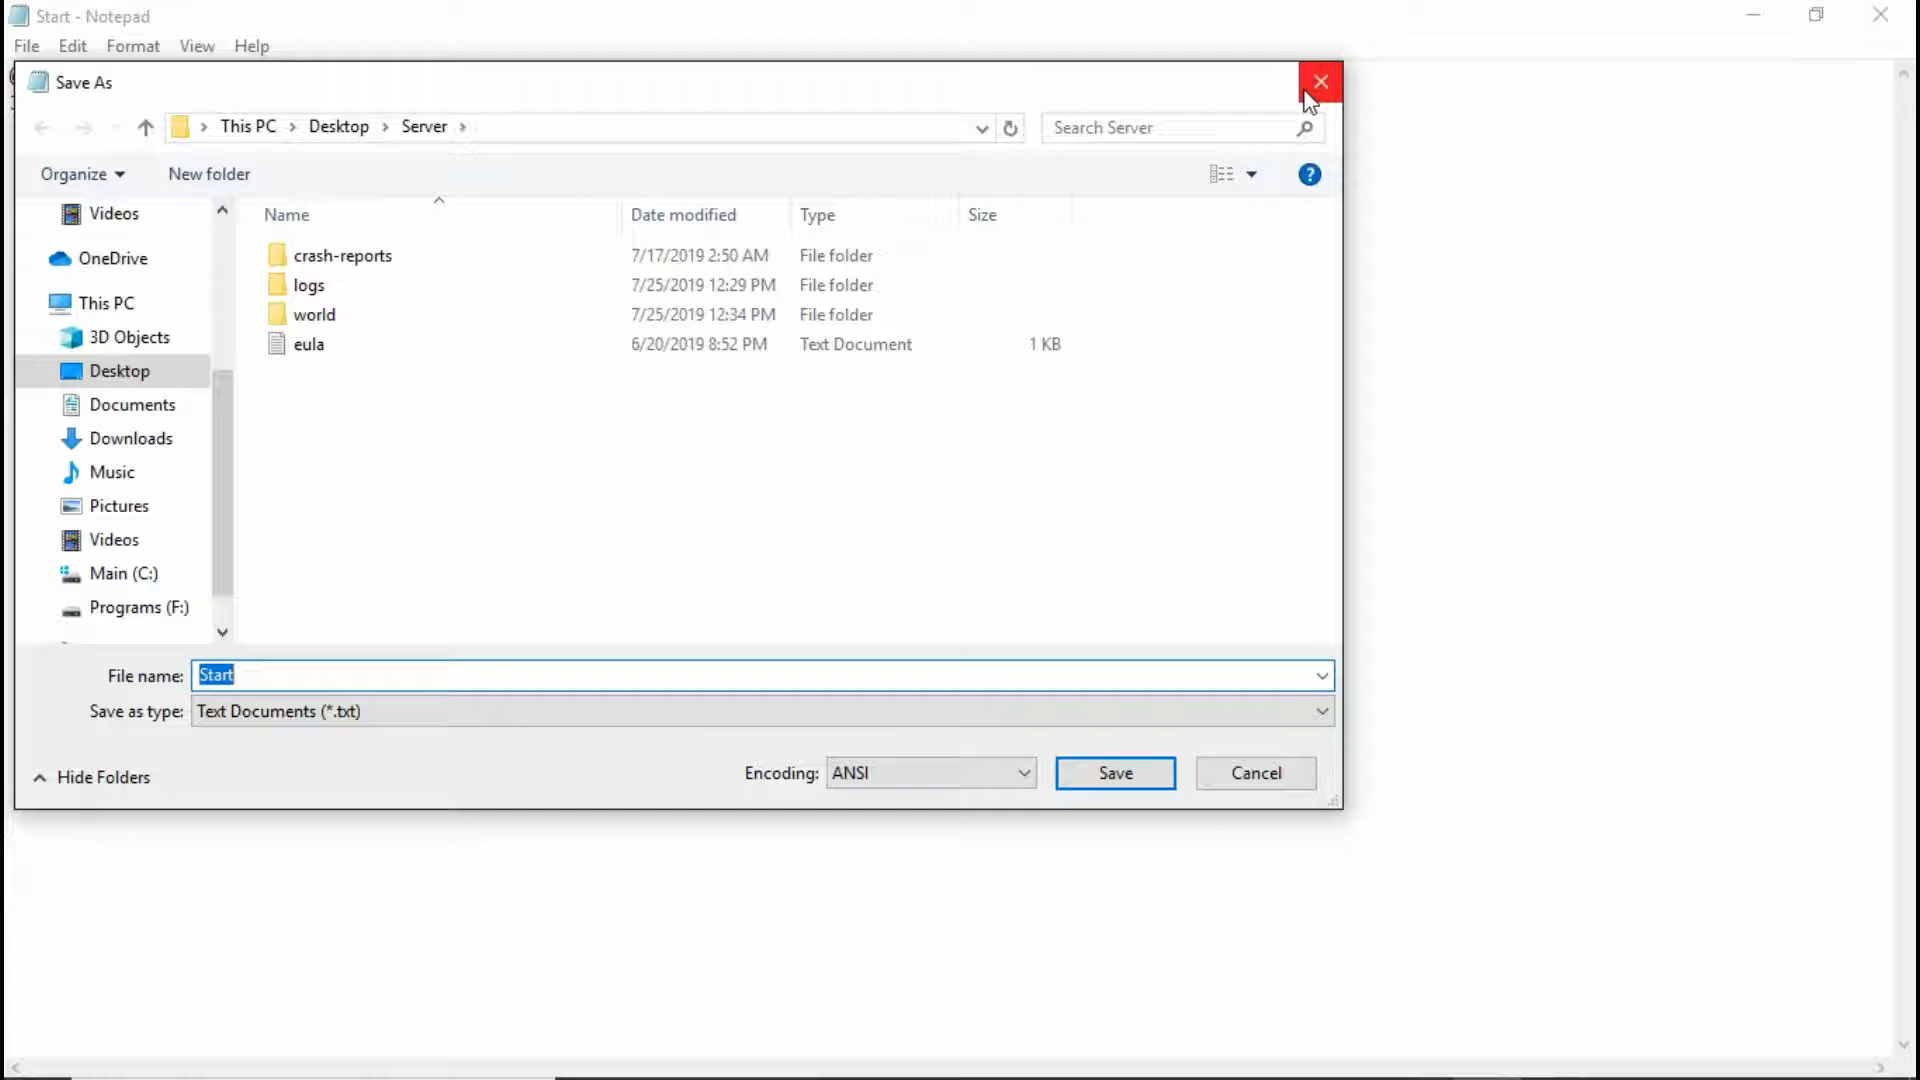 Start - Notepad
File Edit Format View Help
Save As
This PC Desktop Server
Search Server
Organize New folder
?
Name Date modified Type Size
Videos
OneDrive
This PC
3D Objects
Desktop
Documents
Downloads
Music
Pictures
Videos
Main (C:)
Programs (F:)
crash-reports 7/17/2019 2:50 AM File folder
logs 7/25/2019 12:29 PM File folder
world 7/25/2019 12:34 PM File folder
eula 6/20/2019 8:52 PM Text Document 1 KB
File name: Start
Save as type: Text Documents (*.txt)
Hide Folders
Encoding: ANSI Save Cancel